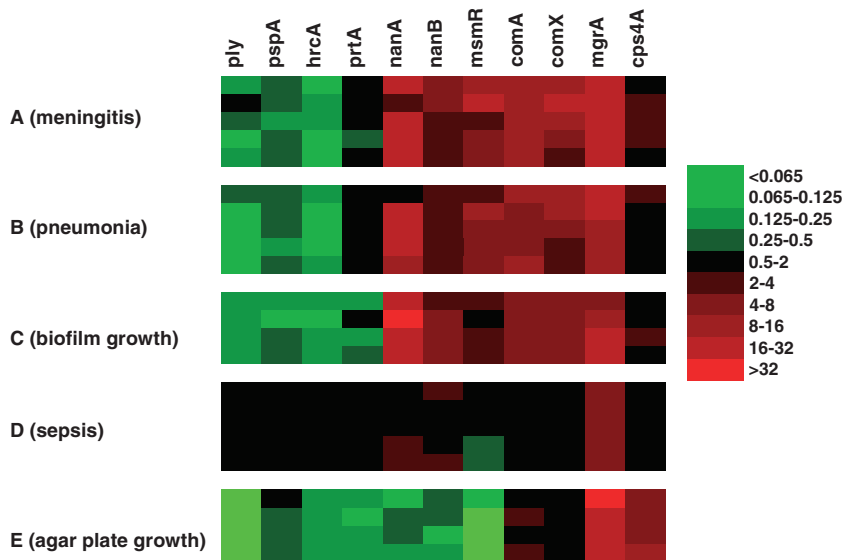 ply pspA hrcA prtA nanA nanB msmR comA comX mgrA cps4A
A (meningitis)
B (pneumonia)
C (biofilm growth)
D (sepsis)
E (agar plate growth)
<0.065
0.065-0.125
0.125-0.25
0.25-0.5
0.5-2
2-4
4-8
8-16
16-32
>32